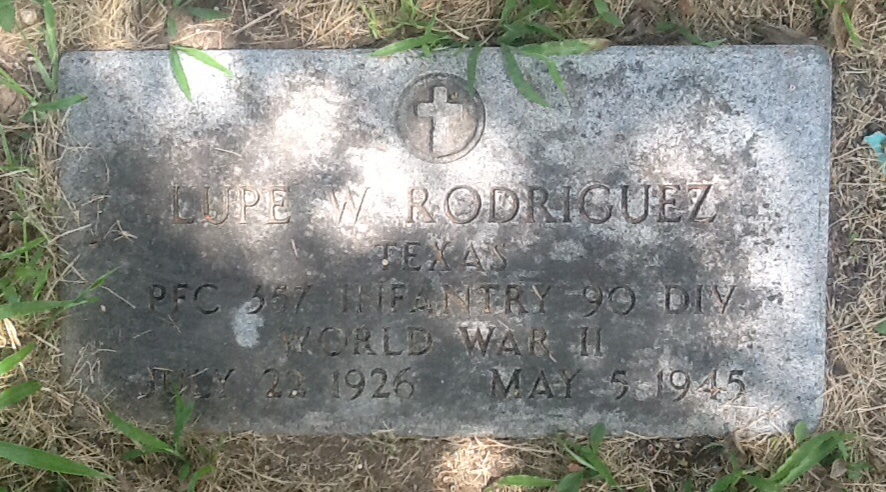 LUPE W RODRIGUEZ
TEXAS
PFC 357 INFANTRY 90 DIV
WORLD WAR II
JULY 22 1926 MAY 5 1945